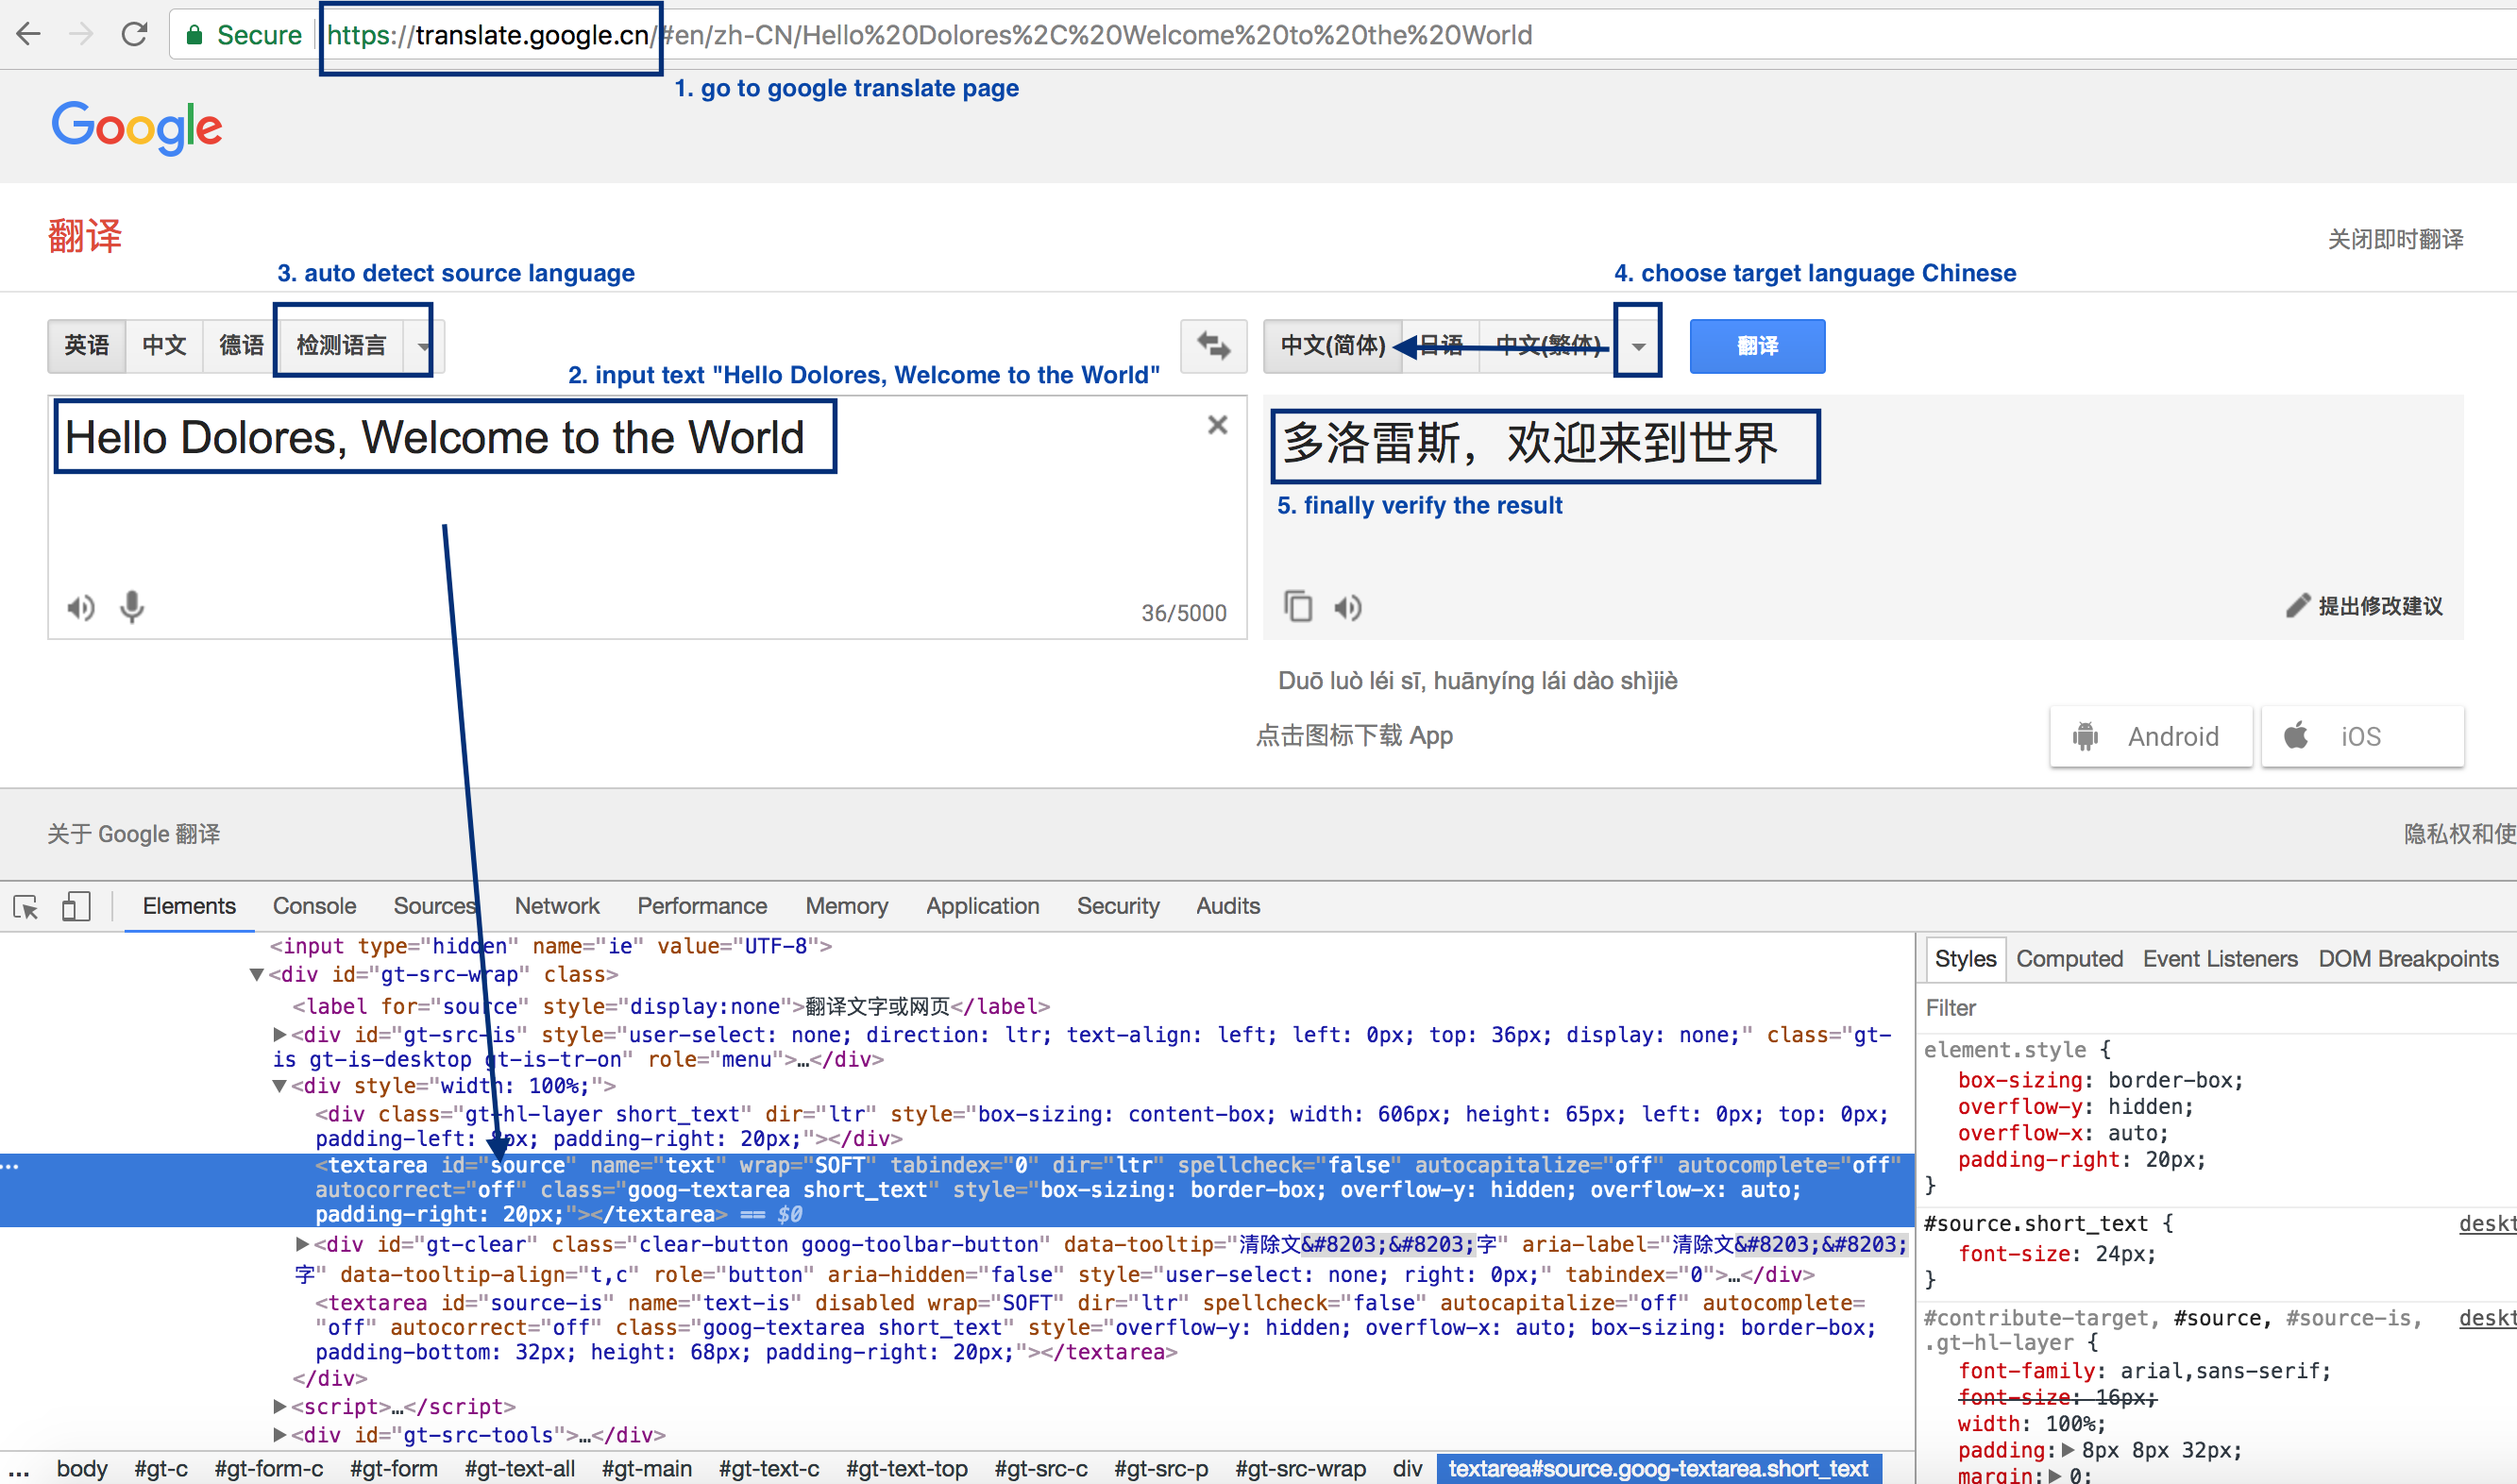 Secure https://translate.google.cn/#en/zh-CN/Hello%20Dolores%2C%20Welcome%20to%20the%20World
1. go to google translate page
Google
翻译
关闭即时翻译
3. auto detect source language
4. choose target language Chinese
英语 中文 德语 检测语言
中文(简体) 日语 中文(繁体) 翻译
2. input text "Hello Dolores, Welcome to the World"
Hello Dolores, Welcome to the World
多洛雷斯，欢迎来到世界
5. finally verify the result
36/5000
提出修改建议
Duō luò léi sī, huānyíng lái dào shìjiè
点击图标下载 App
Android
iOS
关于 Google 翻译
隐私权和使
Elements Console Sources Network Performance Memory Application Security Audits
<input type="hidden" name="ie" value="UTF-8">
<div id="gt-src-wrap" class>
<label for="source" style="display:none">翻译文字或网页</label>
<div id="gt-src-is" style="user-select: none; direction: ltr; text-align: left; left: 0px; top: 36px; display: none;" class="gt-
is gt-is-desktop gt-is-tr-on" role="menu">…</div>
<div style="width: 100%;">
<div class="gt-hl-layer short_text" dir="ltr" style="box-sizing: content-box; width: 606px; height: 65px; left: 0px; top: 0px;
padding-left: 8px; padding-right: 20px;"></div>
<textarea id="source" name="text" wrap="SOFT" tabindex="0" dir="ltr" spellcheck="false" autocapitalize="off" autocomplete="off"
autocorrect="off" class="goog-textarea short_text" style="box-sizing: border-box; overflow-y: hidden; overflow-x: auto;
padding-right: 20px;"></textarea> == $0
<div id="gt-clear" class="clear-button goog-toolbar-button" data-tooltip="清除文&#8203;&#8203;字" aria-label="清除文&#8203;&#8203;
字" data-tooltip-align="t,c" role="button" aria-hidden="false" style="user-select: none; right: 0px;" tabindex="0">…</div>
<textarea id="source-is" name="text-is" disabled wrap="SOFT" dir="ltr" spellcheck="false" autocapitalize="off" autocomplete=
"off" autocorrect="off" class="goog-textarea short_text" style="overflow-y: hidden; overflow-x: auto; box-sizing: border-box;
padding-bottom: 32px; height: 68px; padding-right: 20px;"></textarea>
</div>
<script>…</script>
<div id="gt-src-tools">…</div>
... body #gt-c #gt-form-c #gt-form #gt-text-all #gt-main #gt-text-c #gt-text-top #gt-src-c #gt-src-p #gt-src-wrap div textarea#source.goog-textarea.short_text
Styles Computed Event Listeners DOM Breakpoints
Filter
element.style {
box-sizing: border-box;
overflow-y: hidden;
overflow-x: auto;
padding-right: 20px;
}
#source.short_text { deskt
font-size: 24px;
}
#contribute-target, #source, #source-is, deskt
.gt-hl-layer {
font-family: arial,sans-serif;
font-size: 16px;
width: 100%;
padding: 8px 8px 32px;
margin: 0;